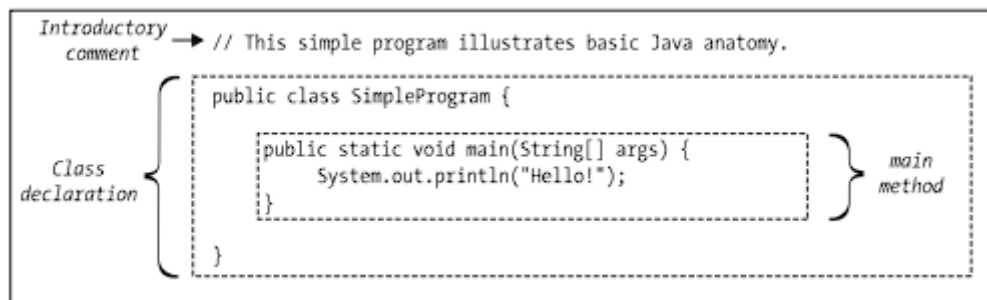 Introductory
comment
// This simple program illustrates basic Java anatomy.
public class SimpleProgram {
public static void main(String[] args) {
System.out.println("Hello!");
}
}
Class
declaration
main
method